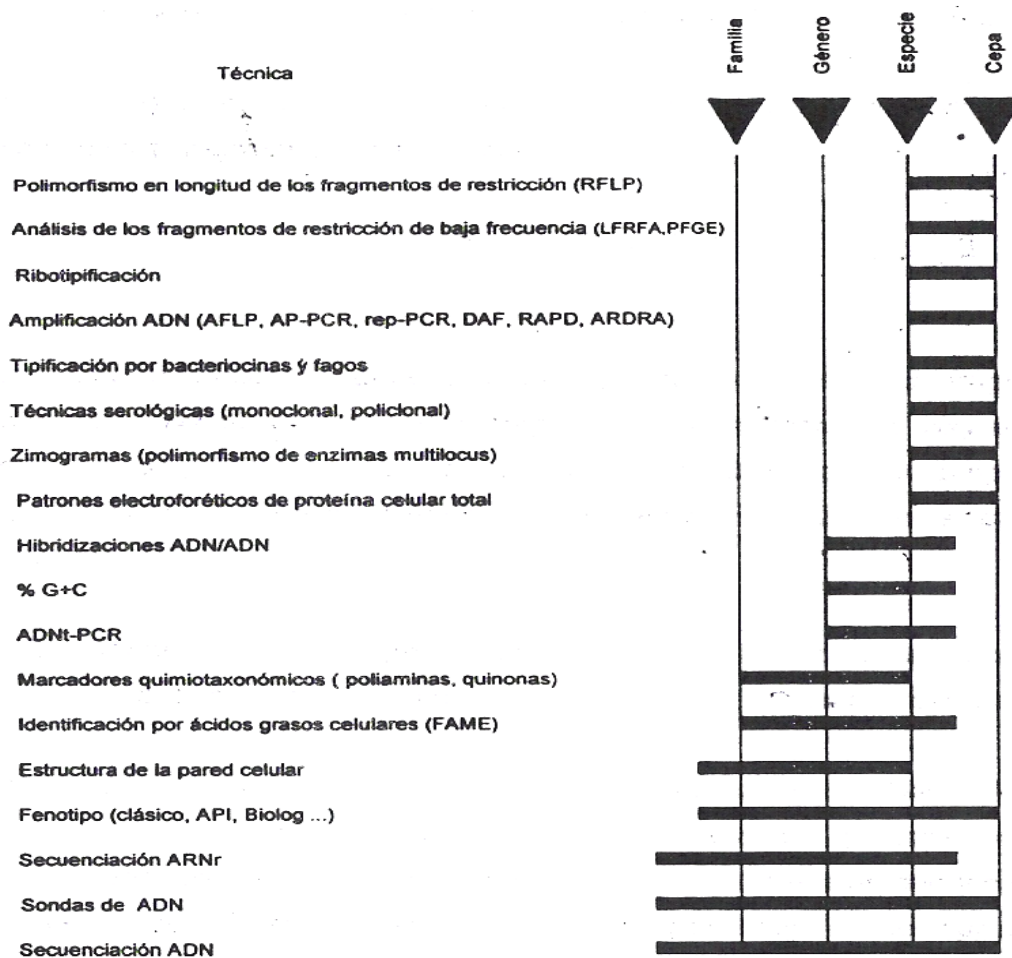 Técnica
Familia
Género
Especie
Cepa
Polimorfismo en longitud de los fragmentos de restricción (RFLP)
Análisis de los fragmentos de restricción de baja frecuencia (LFRFA,PFGE)
Ribotipificación
Amplificación ADN (AFLP, AP-PCR, rep-PCR, DAF, RAPD, ARDRA)
Tipificación por bacteriocinas y fagos
Técnicas serológicas (monoclonal, policlonal)
Zimogramas (polimorfismo de enzimas multilocus)
Patrones electroforéticos de proteína celular total
Hibridizaciones ADN/ADN
% G+C
ADNt-PCR
Marcadores quimiotaxonómicos ( poliaminas, quinonas)
Identificación por ácidos grasos celulares (FAME)
Estructura de la pared celular
Fenotipo (clásico, API, Biolog ...)
Secuenciación ARNr
Sondas de ADN
Secuenciación ADN